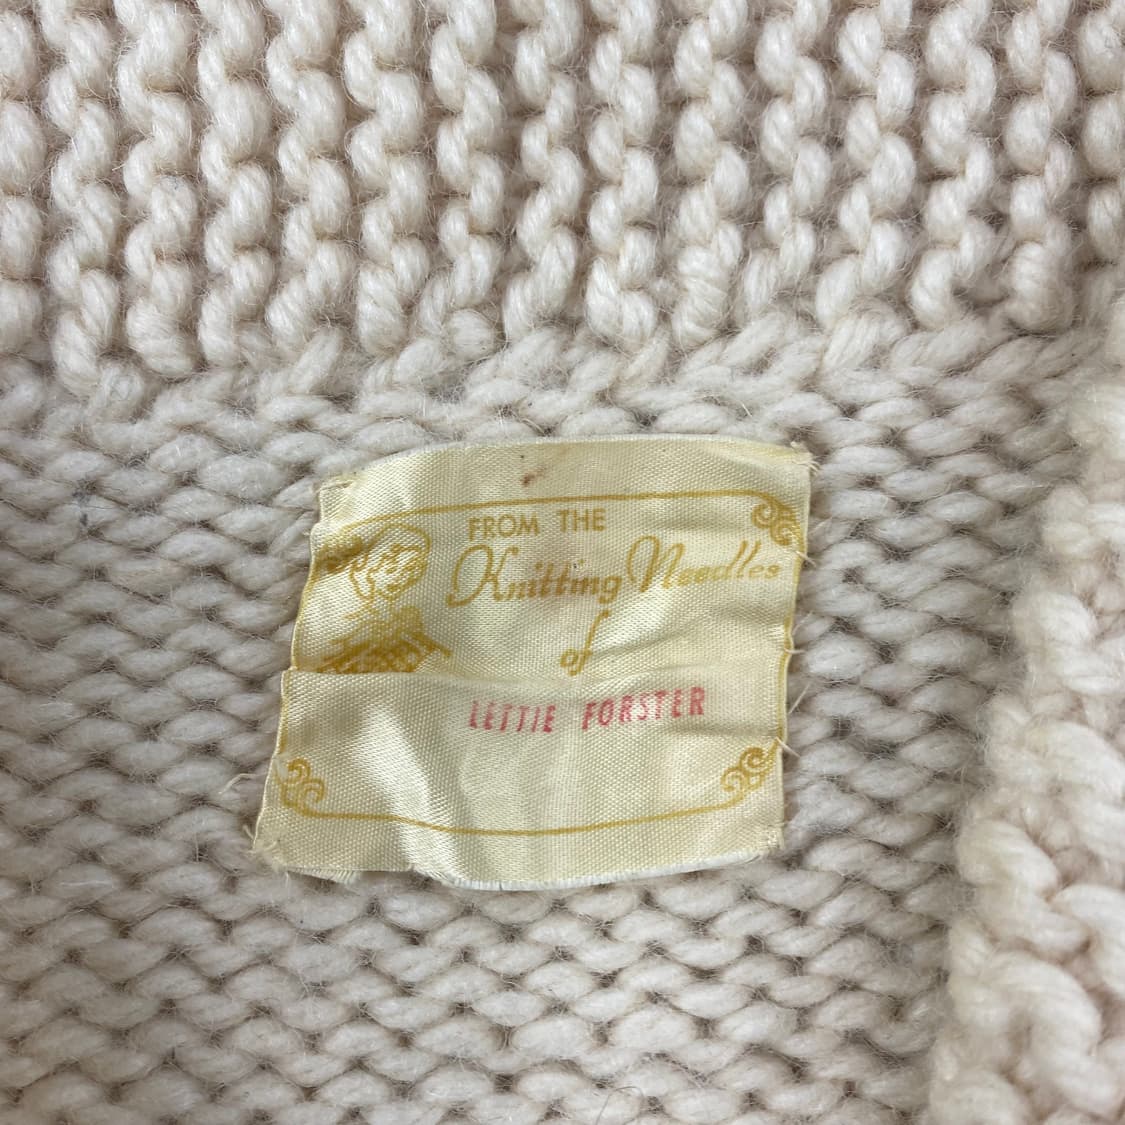 FROM THE
Knitting Needles
of
LETTIE FORSTER